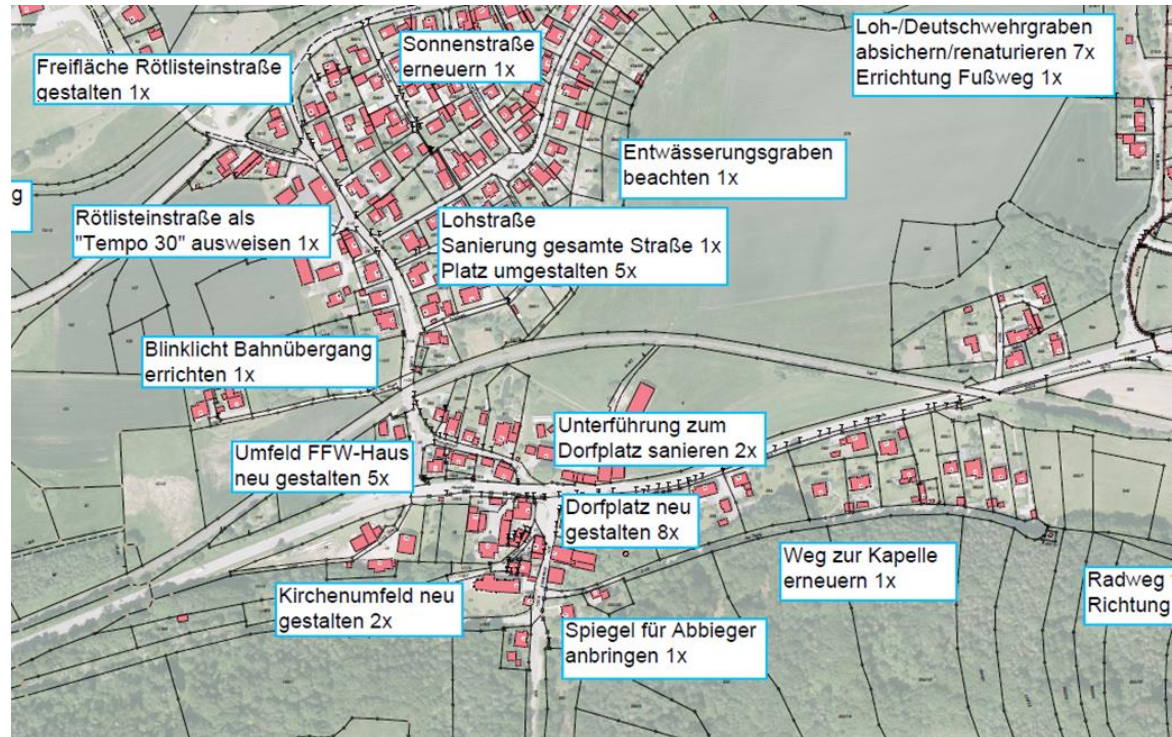 Freifläche Rötlisteinstraße
gestalten 1x
Sonnenstraße
erneuern 1x
Loh-/Deutschwehrgraben
absichern/renaturieren 7x
Errichtung Fußweg 1x
Entwässerungsgraben
beachten 1x
g
Rötlisteinstraße als
"Tempo 30" ausweisen 1x
Lohstraße
Sanierung gesamte Straße 1x
Platz umgestalten 5x
Blinklicht Bahnübergang
errichten 1x
Umfeld FFW-Haus
neu gestalten 5x
Unterführung zum
Dorfplatz sanieren 2x
Dorfplatz neu
gestalten 8x
Weg zur Kapelle
erneuern 1x
Radweg
Richtung
Kirchenumfeld neu
gestalten 2x
Spiegel für Abbieger
anbringen 1x